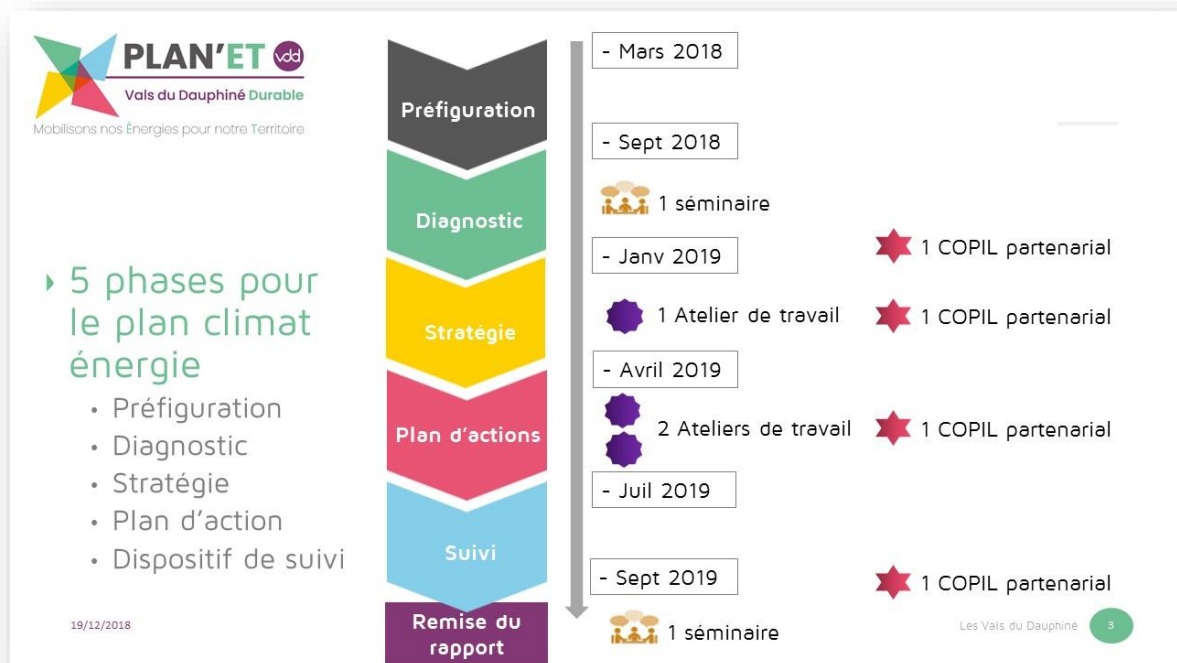 PLAN'ET vdd
Vals du Dauphiné Durable
Mobilisons nos Énergies pour notre Territoire
5 phases pour
le plan climat
énergie
• Préfiguration
• Diagnostic
• Stratégie
• Plan d'action
• Dispositif de suivi
19/12/2018
Préfiguration
Diagnostic
Stratégie
Plan d'actions
Suivi
Remise du
rapport
- Mars 2018
- Sept 2018
1 séminaire
- Janv 2019
1 COPIL partenarial
1 Atelier de travail
1 COPIL partenarial
- Avril 2019
2 Ateliers de travail
1 COPIL partenarial
- Juil 2019
- Sept 2019
1 COPIL partenarial
1 séminaire
Les Vals du Dauphiné
3